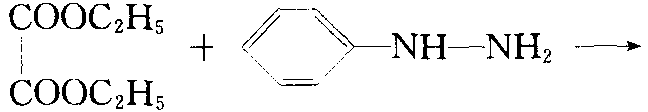 COOC₂H₅
+ NH—NH₂ →
COOC₂H₅